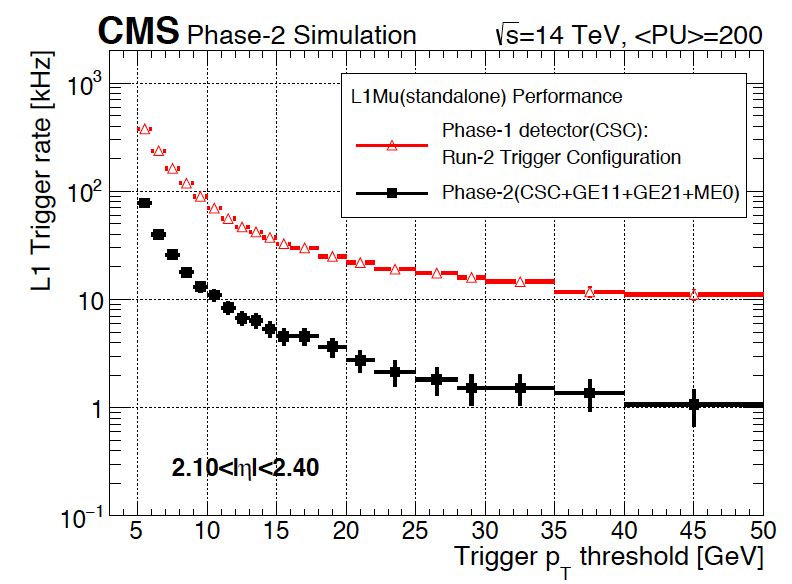 CMS Phase-2 Simulation √s=14 TeV, <PU>=200
L1 Trigger rate [kHz]
10³
10²
10
1
10⁻¹
L1Mu(standalone) Performance
Phase-1 detector(CSC):
Run-2 Trigger Configuration
Phase-2(CSC+GE11+GE21+ME0)
2.10<|η|<2.40
5 10 15 20 25 30 35 40 45 50
Trigger p_T threshold [GeV]